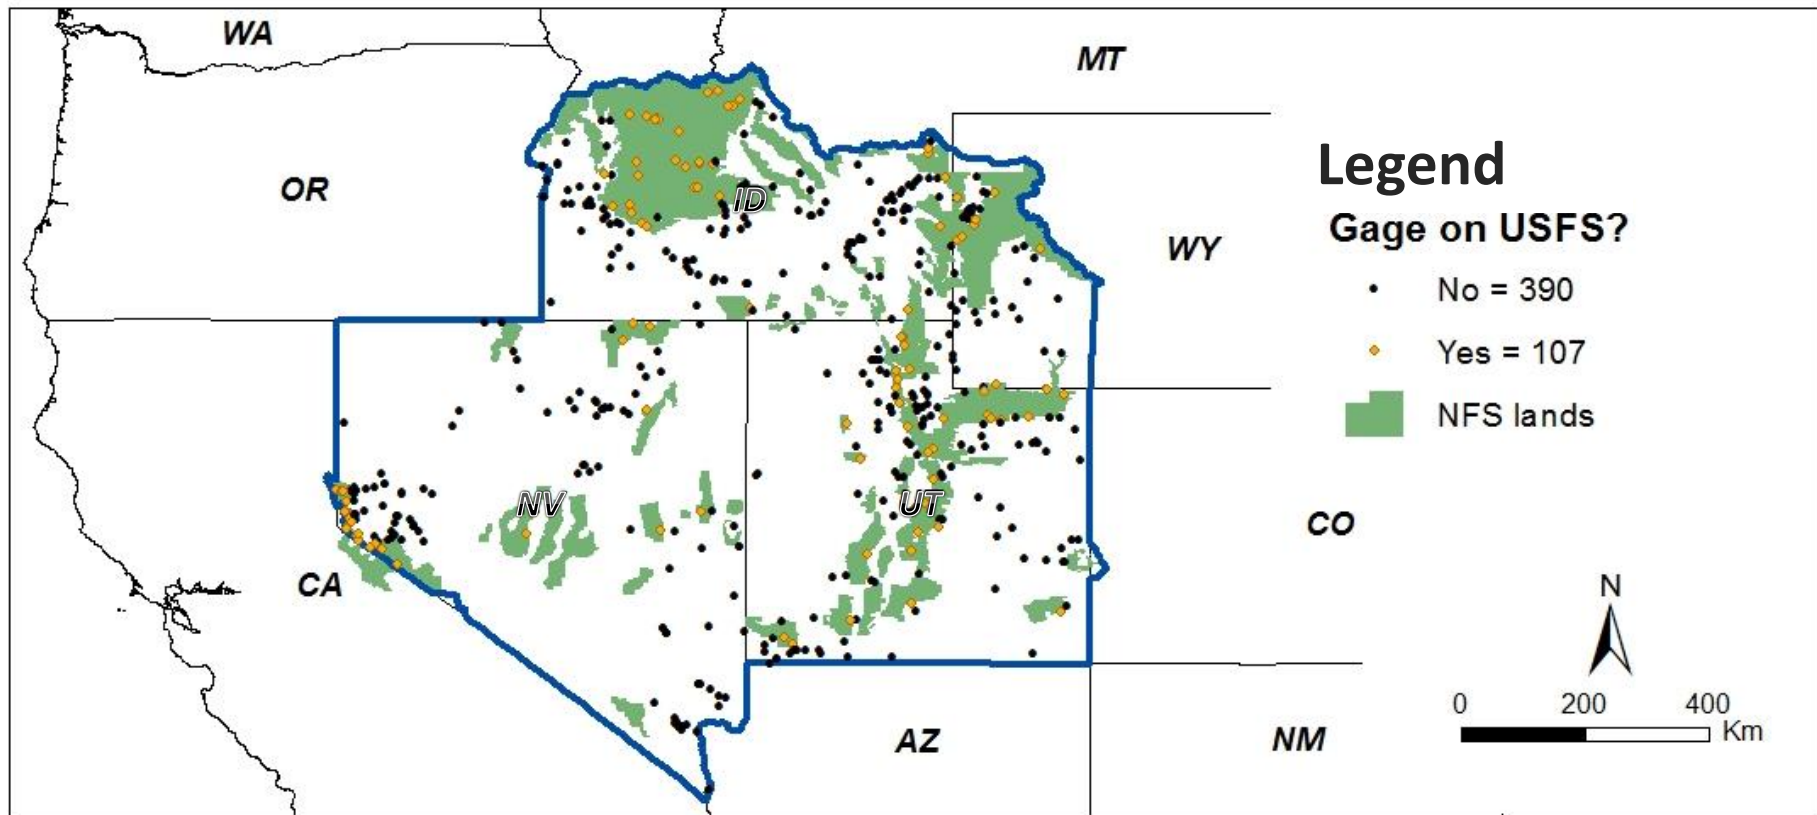 WA
MT
OR
ID
WY
Legend
Gage on USFS?
No = 390
Yes = 107
NFS lands
NV
UT
CO
CA
N
0 200 400
Km
AZ
NM